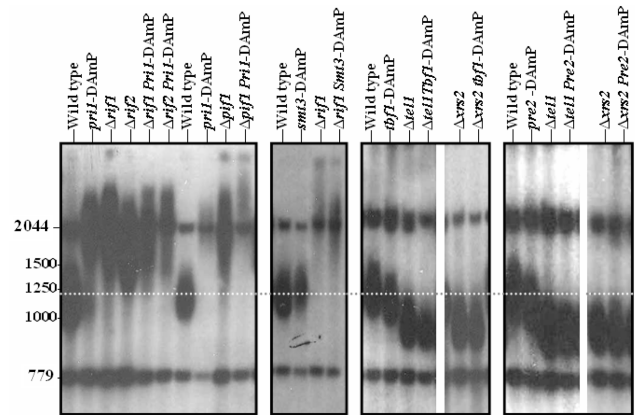 Wild type
pri1-DAmP
Δrif1
Δrif2
Δrif1 Pri1-DAmP
Δrif2 Pri1-DAmP
Wild type
pri1-DAmP
Δpif1
Δpif1 Pri1-DAmP
Wild type
smt3-DAmP
Δrif1
Δrif1 Smt3-DAmP
Wild type
tbf1-DAmP
Δtel1
Δtel1Tbf1-DAmP
Δxrs2
Δxrs2 tbf1-DAmP
Wild type
pre2-DAmP
Δtel1
Δtel1 Pre2-DAmP
Δxrs2
Δxrs2 Pre2-DAmP
2044
1500
1250
1000
779